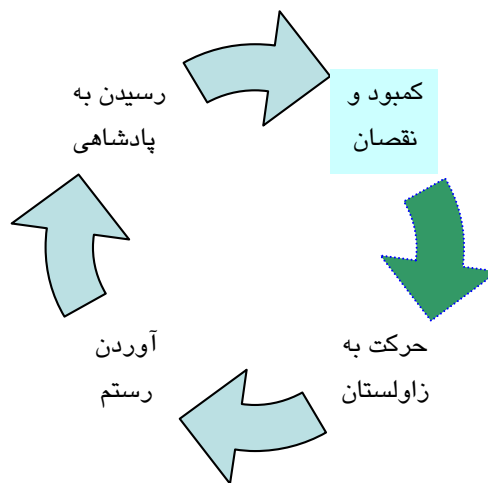 کمبود و
نقصان
حرکت به
زاولستان
آوردن
رستم
رسیدن به
پادشاهی